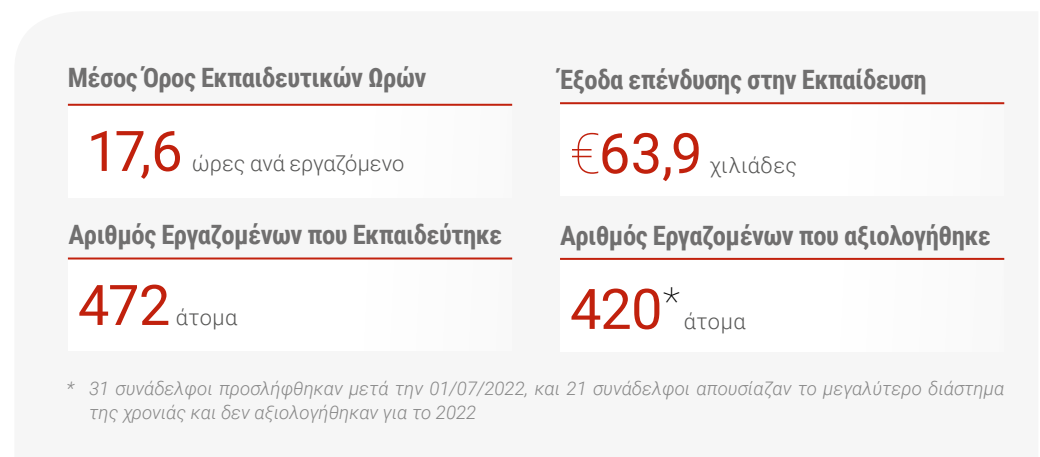 Μέσος Όρος Εκπαιδευτικών Ωρών
17,6 ώρες ανά εργαζόμενο
Έξοδα επένδυσης στην Εκπαίδευση
€63,9 χιλιάδες
Αριθμός Εργαζομένων που Εκπαιδεύτηκε
472 άτομα
Αριθμός Εργαζομένων που αξιολογήθηκε
420* άτομα
* 31 συνάδελφοι προσλήφθηκαν μετά την 01/07/2022, και 21 συνάδελφοι απουσίαζαν το μεγαλύτερο διάστημα
της χρονιάς και δεν αξιολογήθηκαν για το 2022